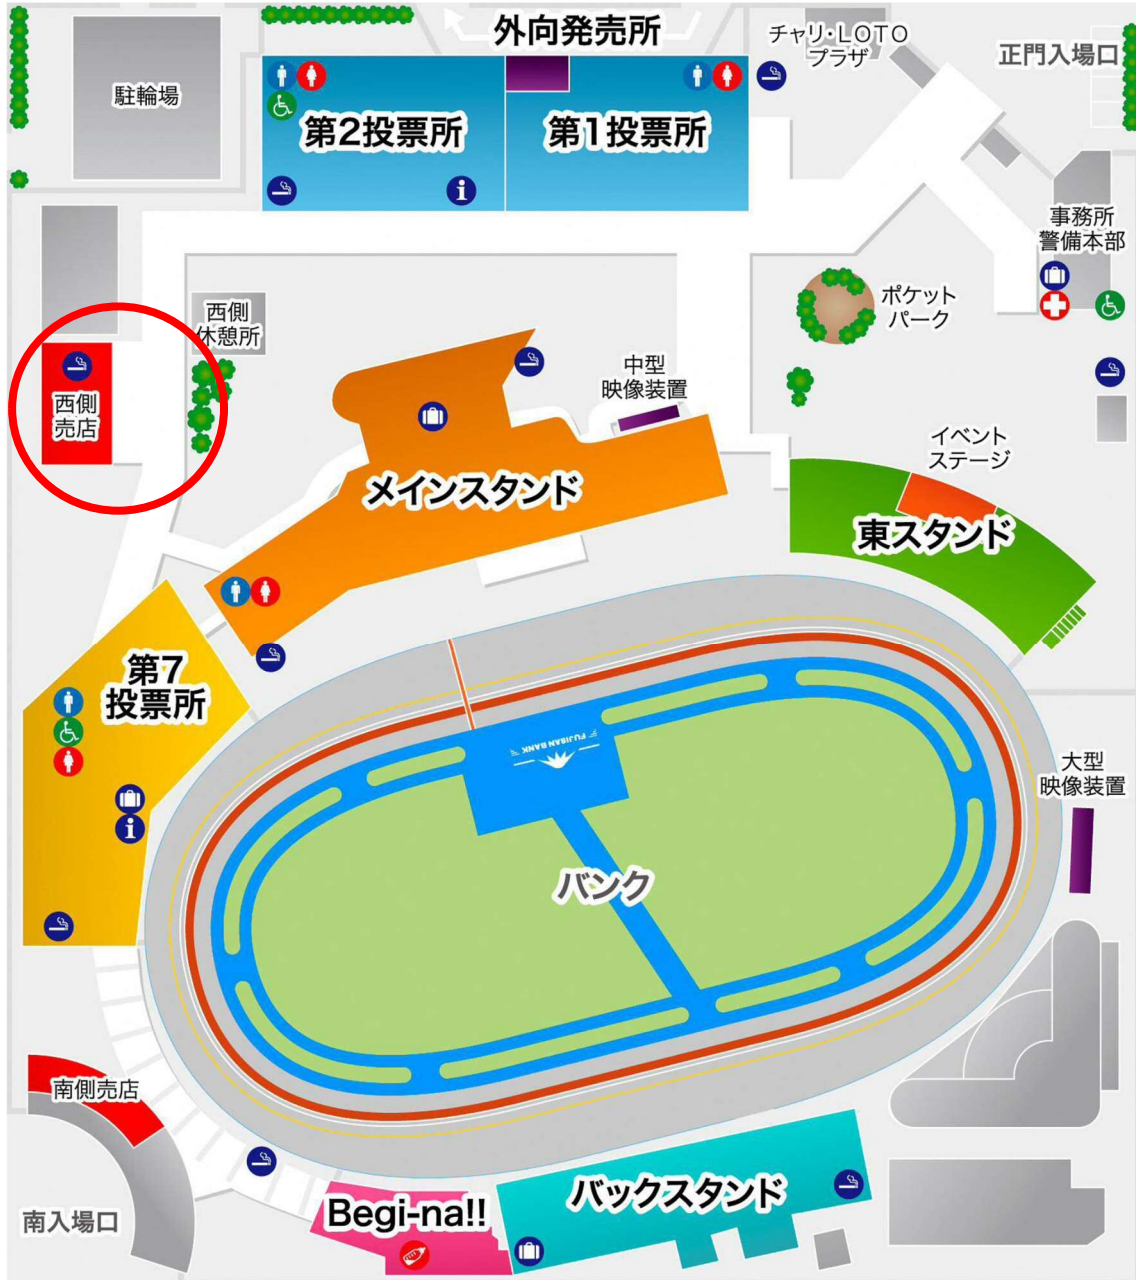 外向発売所
チャリ・LOTO
プラザ
正門入場口
駐輪場
第2投票所
第1投票所
事務所
警備本部
西側
休憩所
ポケット
パーク
中型
映像装置
西側
売店
イベント
ステージ
メインスタンド
東スタンド
第7
投票所
FUJISAN BANK
大型
映像装置
バンク
南側売店
バックスタンド
Begi-na!!
南入場口